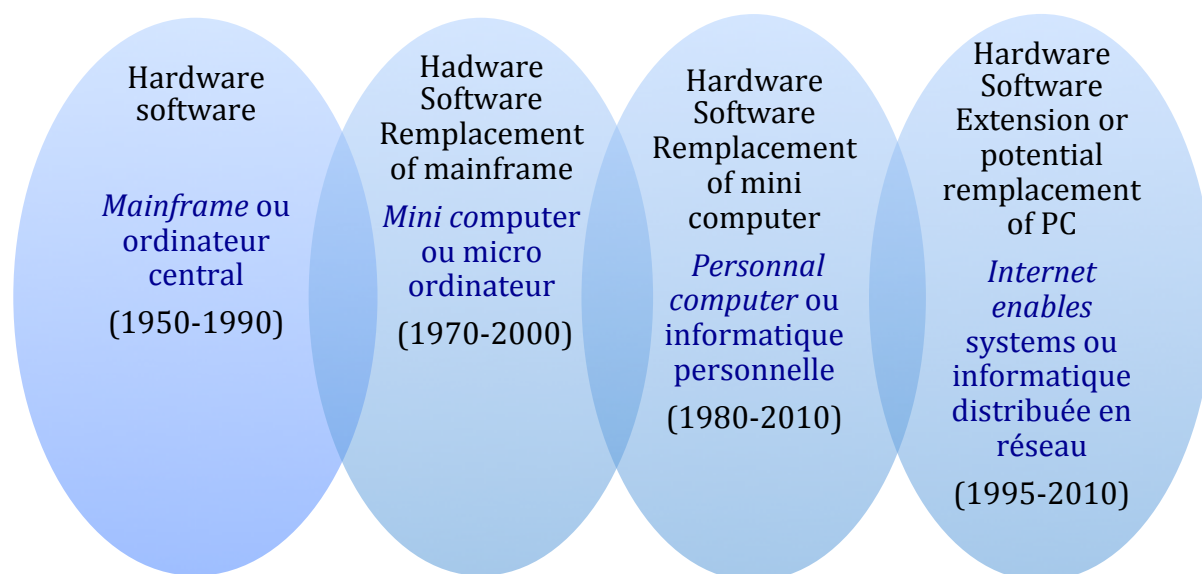 Hardware
software
Mainframe ou
ordinateur
central
(1950-1990)
Hadware
Software
Remplacement
of mainframe
Mini computer
ou micro
ordinateur
(1970-2000)
Hardware
Software
Remplacement
of mini
computer
Personnal
computer ou
informatique
personnelle
(1980-2010)
Hardware
Software
Extension or
potential
remplacement
of PC
Internet
enables
systems ou
informatique
distribuée en
réseau
(1995-2010)